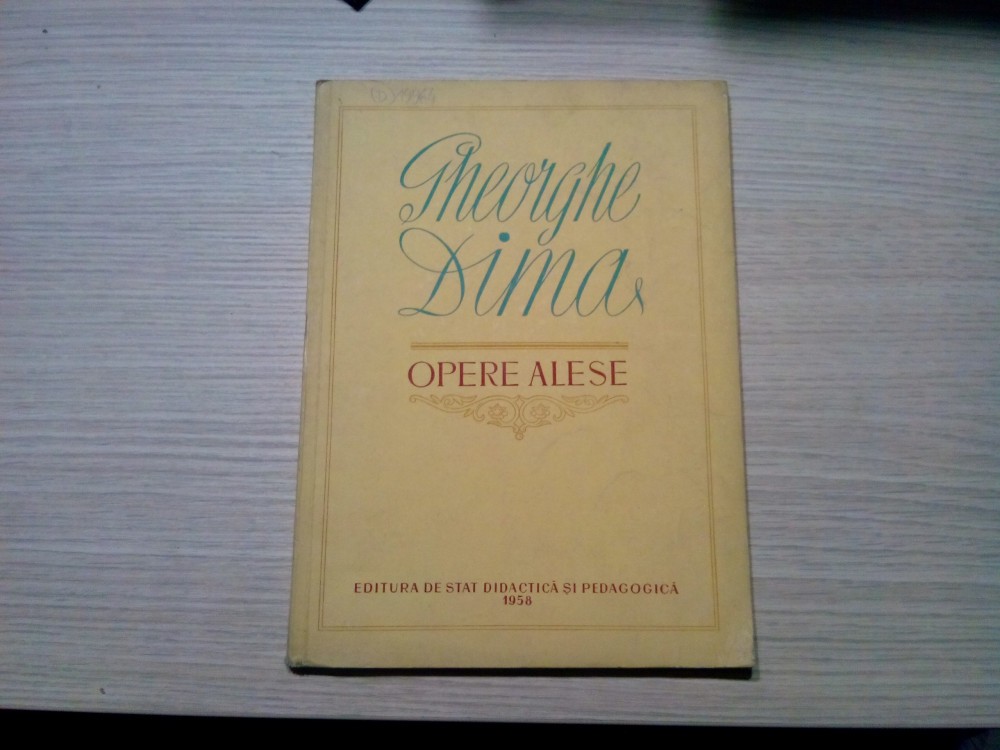 Gheorghe
Dima
OPERE ALESE
EDITURA DE STAT DIDACTICĂ ȘI PEDAGOGICĂ
1958